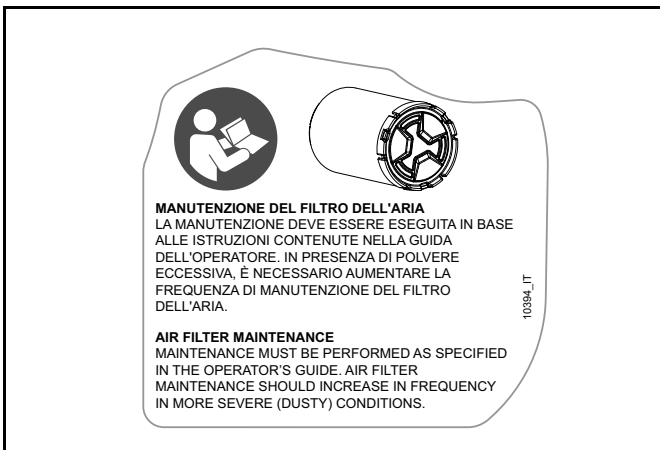 MANUTENZIONE DEL FILTRO DELL'ARIA
LA MANUTENZIONE DEVE ESSERE ESEGUITA IN BASE
ALLE ISTRUZIONI CONTENUTE NELLA GUIDA
DELL'OPERATORE. IN PRESENZA DI POLVERE
ECCESSIVA, È NECESSARIO AUMENTARE LA
FREQUENZA DI MANUTENZIONE DEL FILTRO
DELL'ARIA.
AIR FILTER MAINTENANCE
MAINTENANCE MUST BE PERFORMED AS SPECIFIED
IN THE OPERATOR'S GUIDE. AIR FILTER
MAINTENANCE SHOULD INCREASE IN FREQUENCY
IN MORE SEVERE (DUSTY) CONDITIONS.
10394_IT